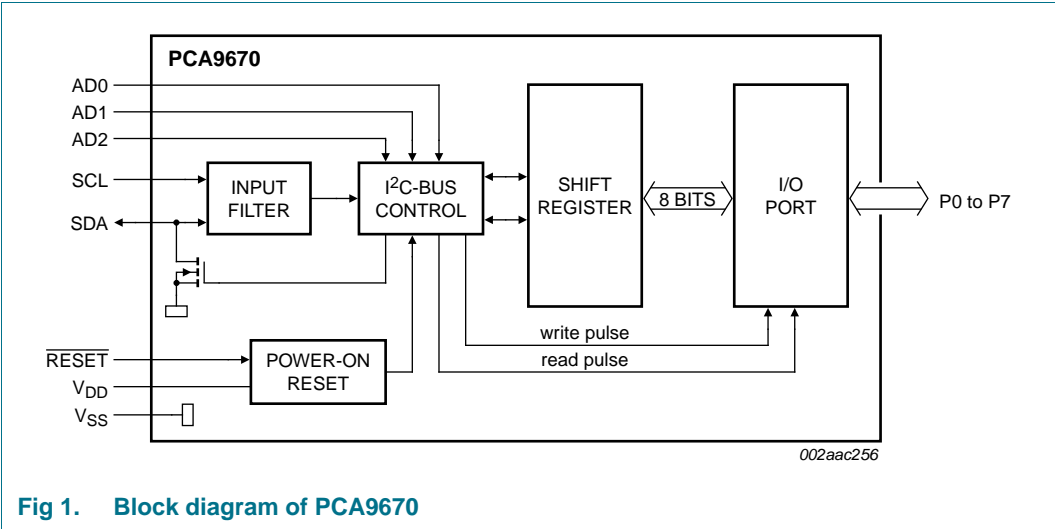 PCA9670
AD0
AD1
AD2
SCL
SDA
INPUT
FILTER
I²C-BUS
CONTROL
SHIFT
REGISTER
8 BITS
I/O
PORT
P0 to P7
write pulse
read pulse
RESET
POWER-ON
RESET
VDD
VSS
002aac256
Fig 1. Block diagram of PCA9670